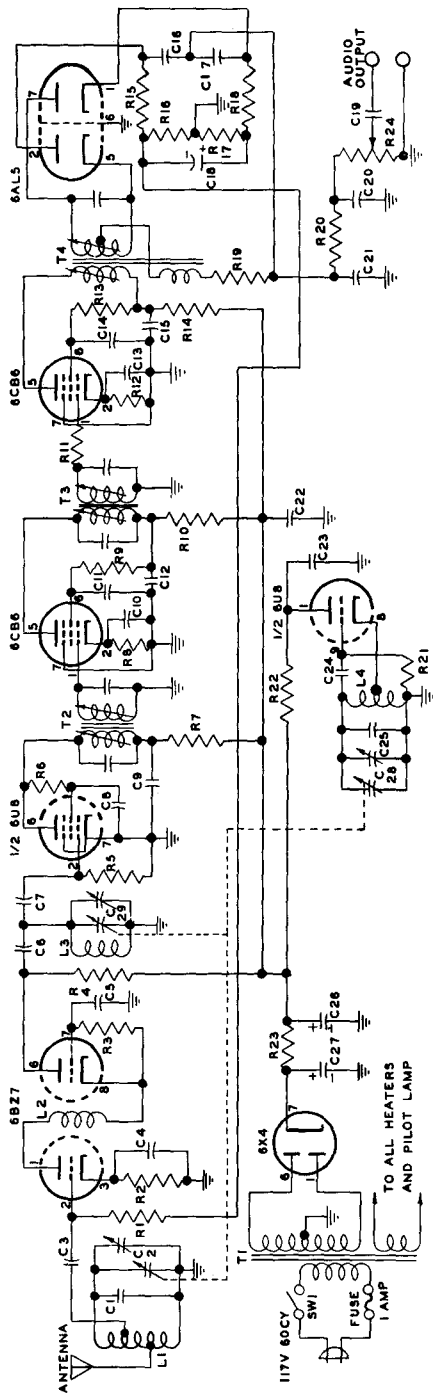 ANTENNA
L1
C1
C 2
C3
R1
6BZ7
1
2
3
R2
C4
L2
6
7
8
R3
C5
R 4
C6
C7
L3
C 29
1/2 6U8
6
2
7
R5
R6
C8
C9
R7
T2
6CB6
5
7
6
1
2
R8
C10
C11
R9
C12
R10
T3
R11
6CB6
5
7
6
1
2
R12
C13
C14
R13
C15
R14
T4
6AL5
2
7
5
6
1
R15
C16
R16
C17
R 17
R18
C18
R19
C21
R20
C20
C19
R24
AUDIO OUTPUT
C22
R22
C23
1/2 6U8
1
9
8
C24
L4
R21
C25
C 28
117V 60CY
SW1
FUSE 1 AMP
T1
6X4
6
1
7
R23
C27
C26
TO ALL HEATERS
AND PILOT LAMP